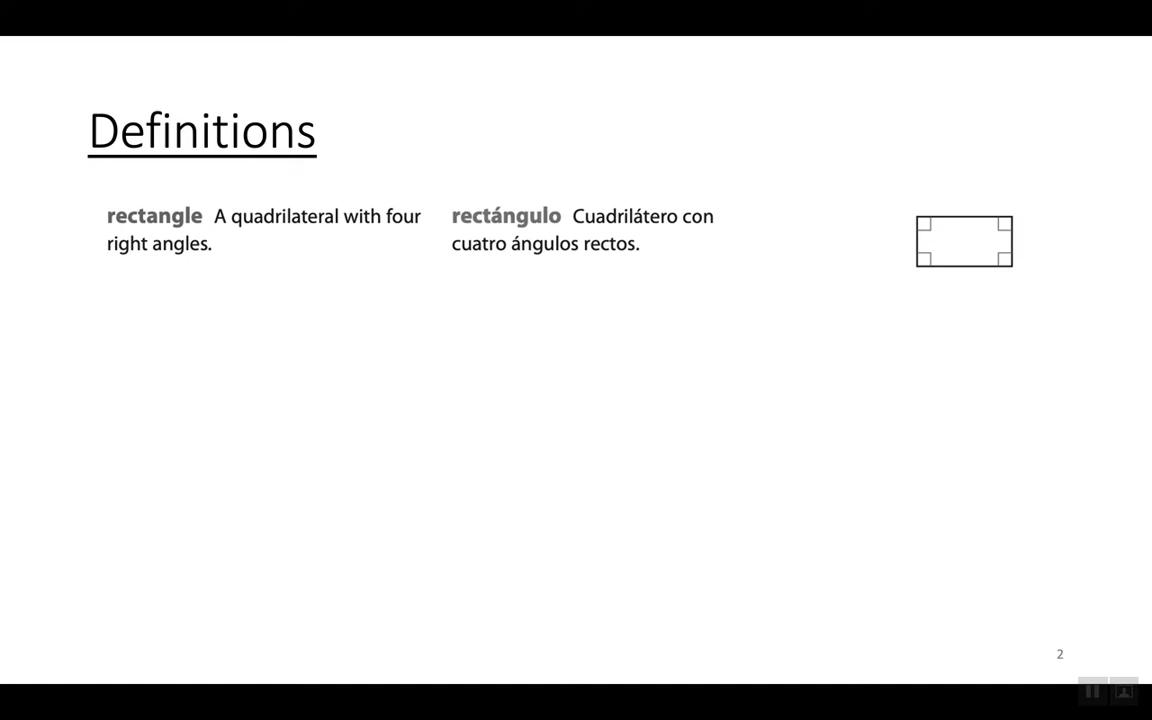 Definitions
rectangle A quadrilateral with four
right angles.
rectángulo Cuadrilátero con
cuatro ángulos rectos.
2